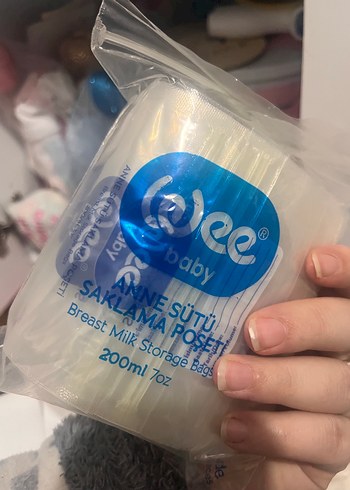 Wee®
baby
ANNE SÜTÜ
SAKLAMA POŞETİ
Breast Milk Storage Bags
200ml 7oz